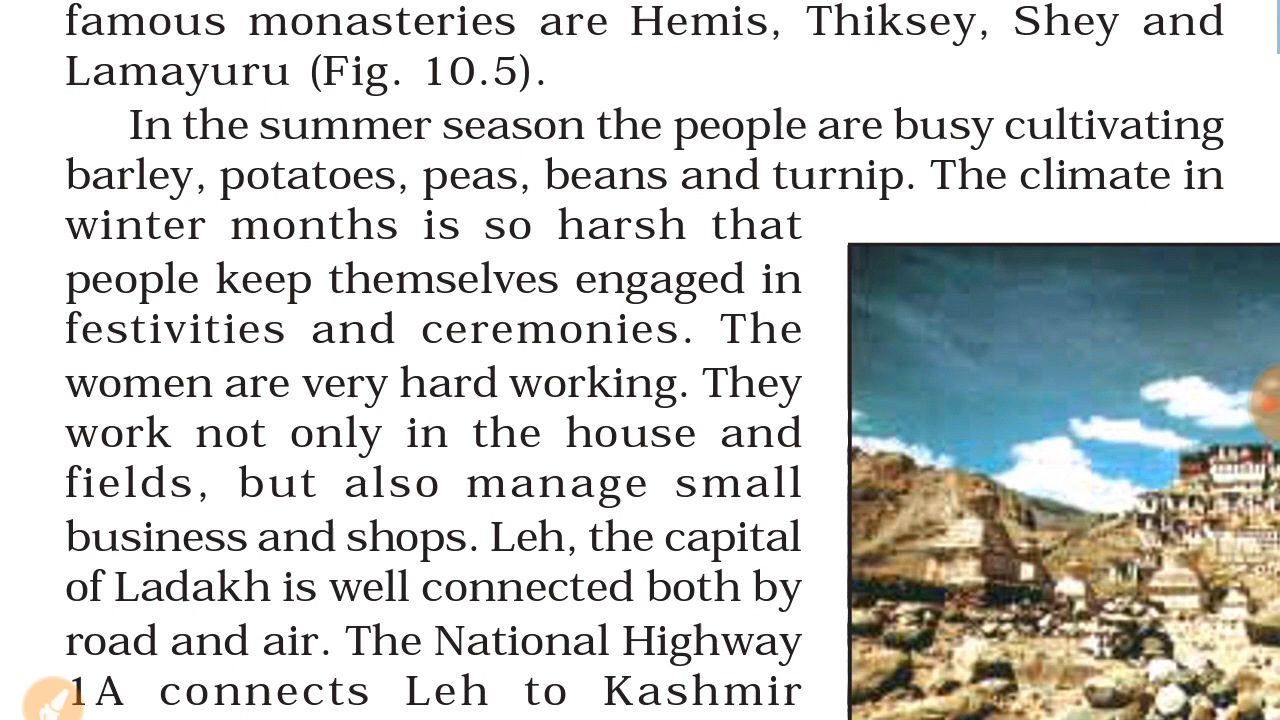 famous monasteries are Hemis, Thiksey, Shey and
Lamayuru (Fig. 10.5).
In the summer season the people are busy cultivating
barley, potatoes, peas, beans and turnip. The climate in
winter months is so harsh that
people keep themselves engaged in
festivities and ceremonies. The
women are very hard working. They
work not only in the house and
fields, but also manage small
business and shops. Leh, the capital
of Ladakh is well connected both by
road and air. The National Highway
1A connects Leh to Kashmir